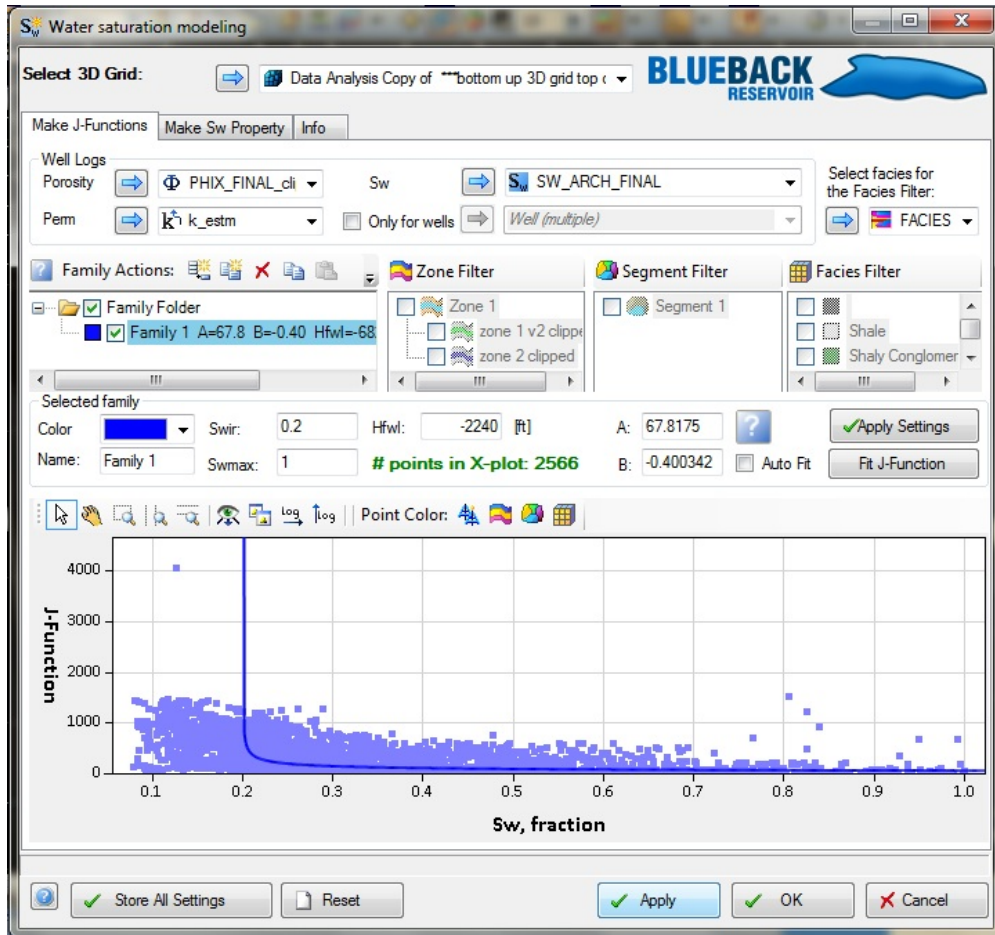 Sw Water saturation modeling
Select 3D Grid: Data Analysis Copy of ***bottom up 3D grid top c BLUEBACK
RESERVOIR
Make J-Functions Make Sw Property Info
Well Logs
Porosity Φ PHIX_FINAL_cli Sw Sw SW_ARCH_FINAL Select facies for
the Facies Filter:
Perm k k_estm Only for wells Well (multiple) FACIES
Family Actions: Zone Filter Segment Filter Facies Filter
Family Folder Zone 1 Segment 1
Family 1 A=67.8 B=-0.40 Hfwl=-68 zone 1 v2 clippe Shale
zone 2 clipped Shaly Conglomer
Selected family
Color Swir: 0.2 Hfwl: -2240 [ft] A: 67.8175 ? Apply Settings
Name: Family 1 Swmax: 1 # points in X-plot: 2566 B: -0.400342 Auto Fit Fit J-Function
Log Log Point Color:
4000
3000
2000
1000
0
J-Function
0.1 0.2 0.3 0.4 0.5 0.6 0.7 0.8 0.9 1.0
Sw, fraction
? Store All Settings Reset Apply OK Cancel